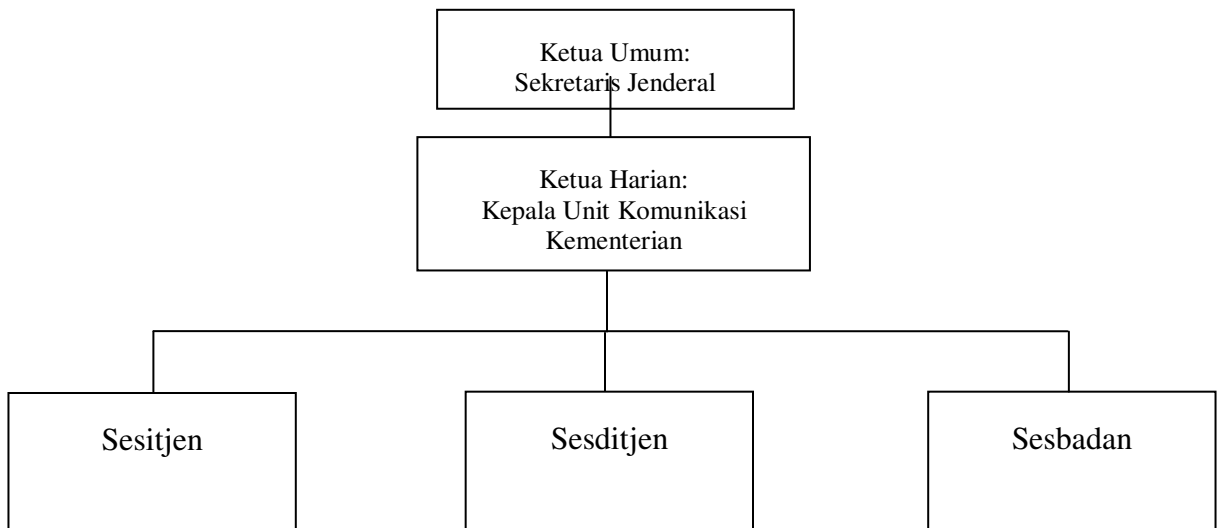 Ketua Umum:
Sekretaris Jenderal
Ketua Harian:
Kepala Unit Komunikasi
Kementerian
Sesitjen
Sesditjen
Sesbadan